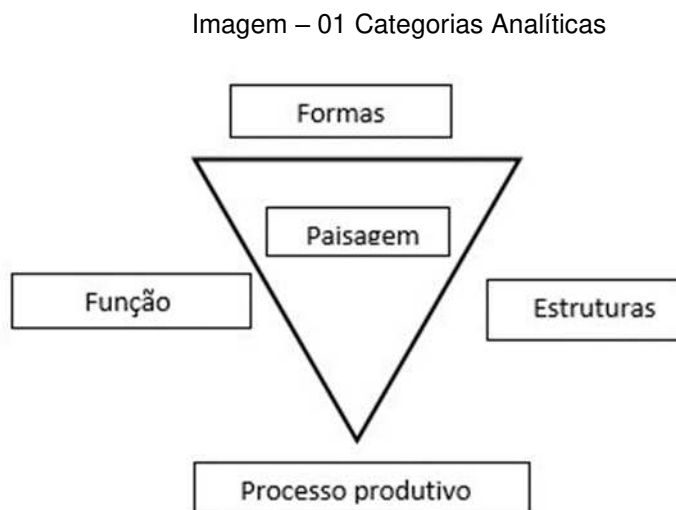 Imagem – 01 Categorias Analíticas
Formas
Paisagem
Função
Estruturas
Processo produtivo